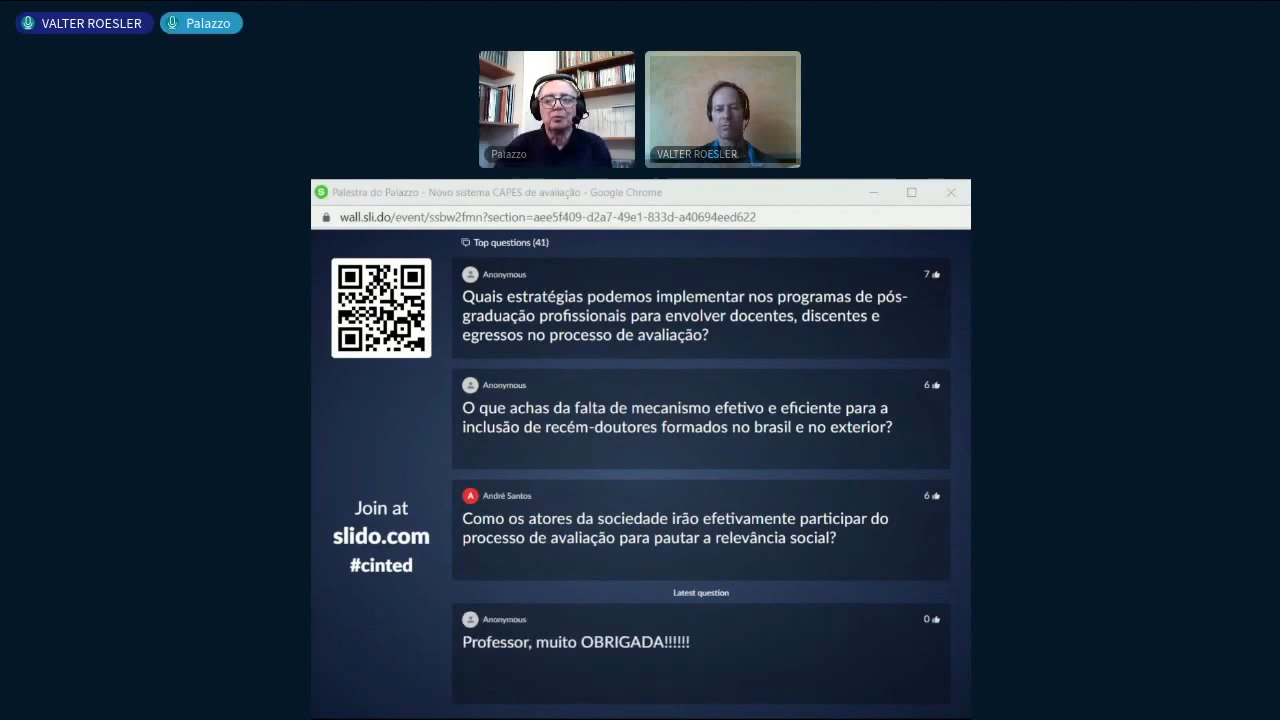 VALTER ROESLER
Palazzo
Palazzo
VALTER ROESLER
Palestra do Palazzo - Novo sistema CAPES de avaliação - Google Chrome
wall.sli.do/event/ssbw2fmn?section=aee5f409-d2a7-49e1-833d-a40694eed622
Top questions (41)
Anonymous
7
Quais estratégias podemos implementar nos programas de pós-
graduação profissionais para envolver docentes, discentes e
egressos no processo de avaliação?
Anonymous
6
O que achas da falta de mecanismo efetivo e eficiente para a
inclusão de recém-doutores formados no brasil e no exterior?
A
André Santos
6
Como os atores da sociedade irão efetivamente participar do
processo de avaliação para pautar a relevância social?
Join at
slido.com
#cinted
Latest question
Anonymous
0
Professor, muito OBRIGADA!!!!!!